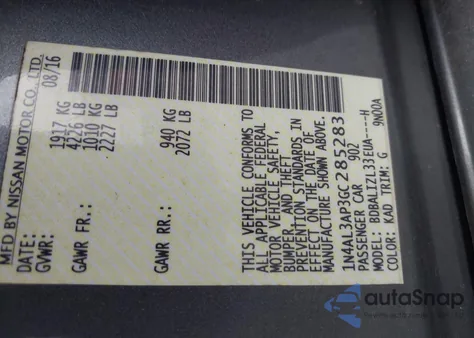 MFD BY NISSAN MOTOR CO., LTD.
DATE: 08/16
GVWR: 1917 KG
4226 LB
GAWR FR: 1010 KG
2227 LB
GAWR RR: 940 KG
2072 LB
THIS VEHICLE CONFORMS TO
ALL APPLICABLE FEDERAL
MOTOR VEHICLE SAFETY,
BUMPER, AND THEFT
PREVENTION STANDARDS IN
EFFECT ON THE DATE OF
MANUFACTURE SHOWN ABOVE.
1N4AL3AP3GC285283
PASSENGER CAR 902
MODEL: BDBALIZL33EUA----H
COLOR: KAD TRIM: G 9N00A
autoSnap